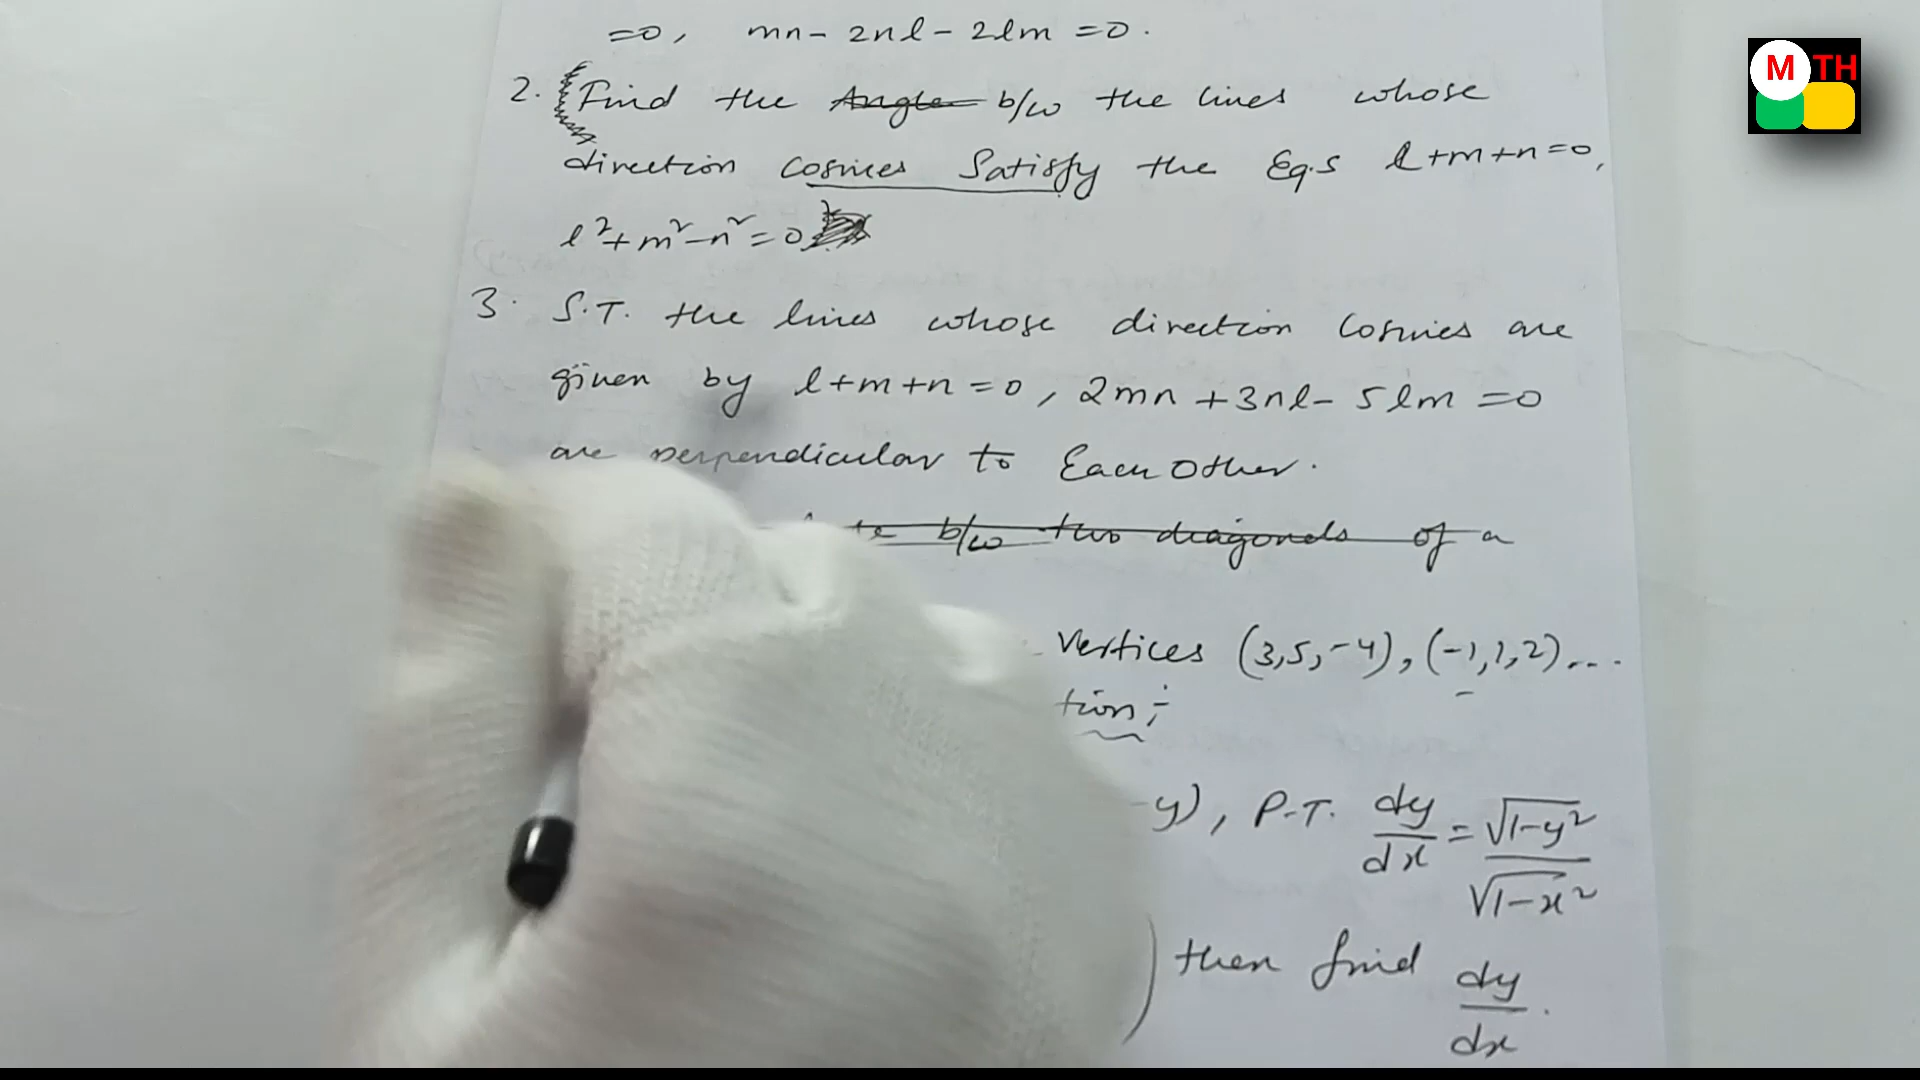 =0, mn-2nl-2lm=0.
2. Find the Angle b/w the lines whose
direction Cosines Satisfy the Eq.s l+m+n=0,
l²+m²-n²=0
3. S.T. the lines whose direction Cosines are
given by l+m+n=0, 2mn+3nl-5lm=0
are perpendicular to Each Other.
b/w two diagonals of a
Vertices (3,5,-4), (-1,1,2)....
tion;-
-y), P.T. dy/dx = √1-y²/√1-x²
) then find dy/dx.
M TH